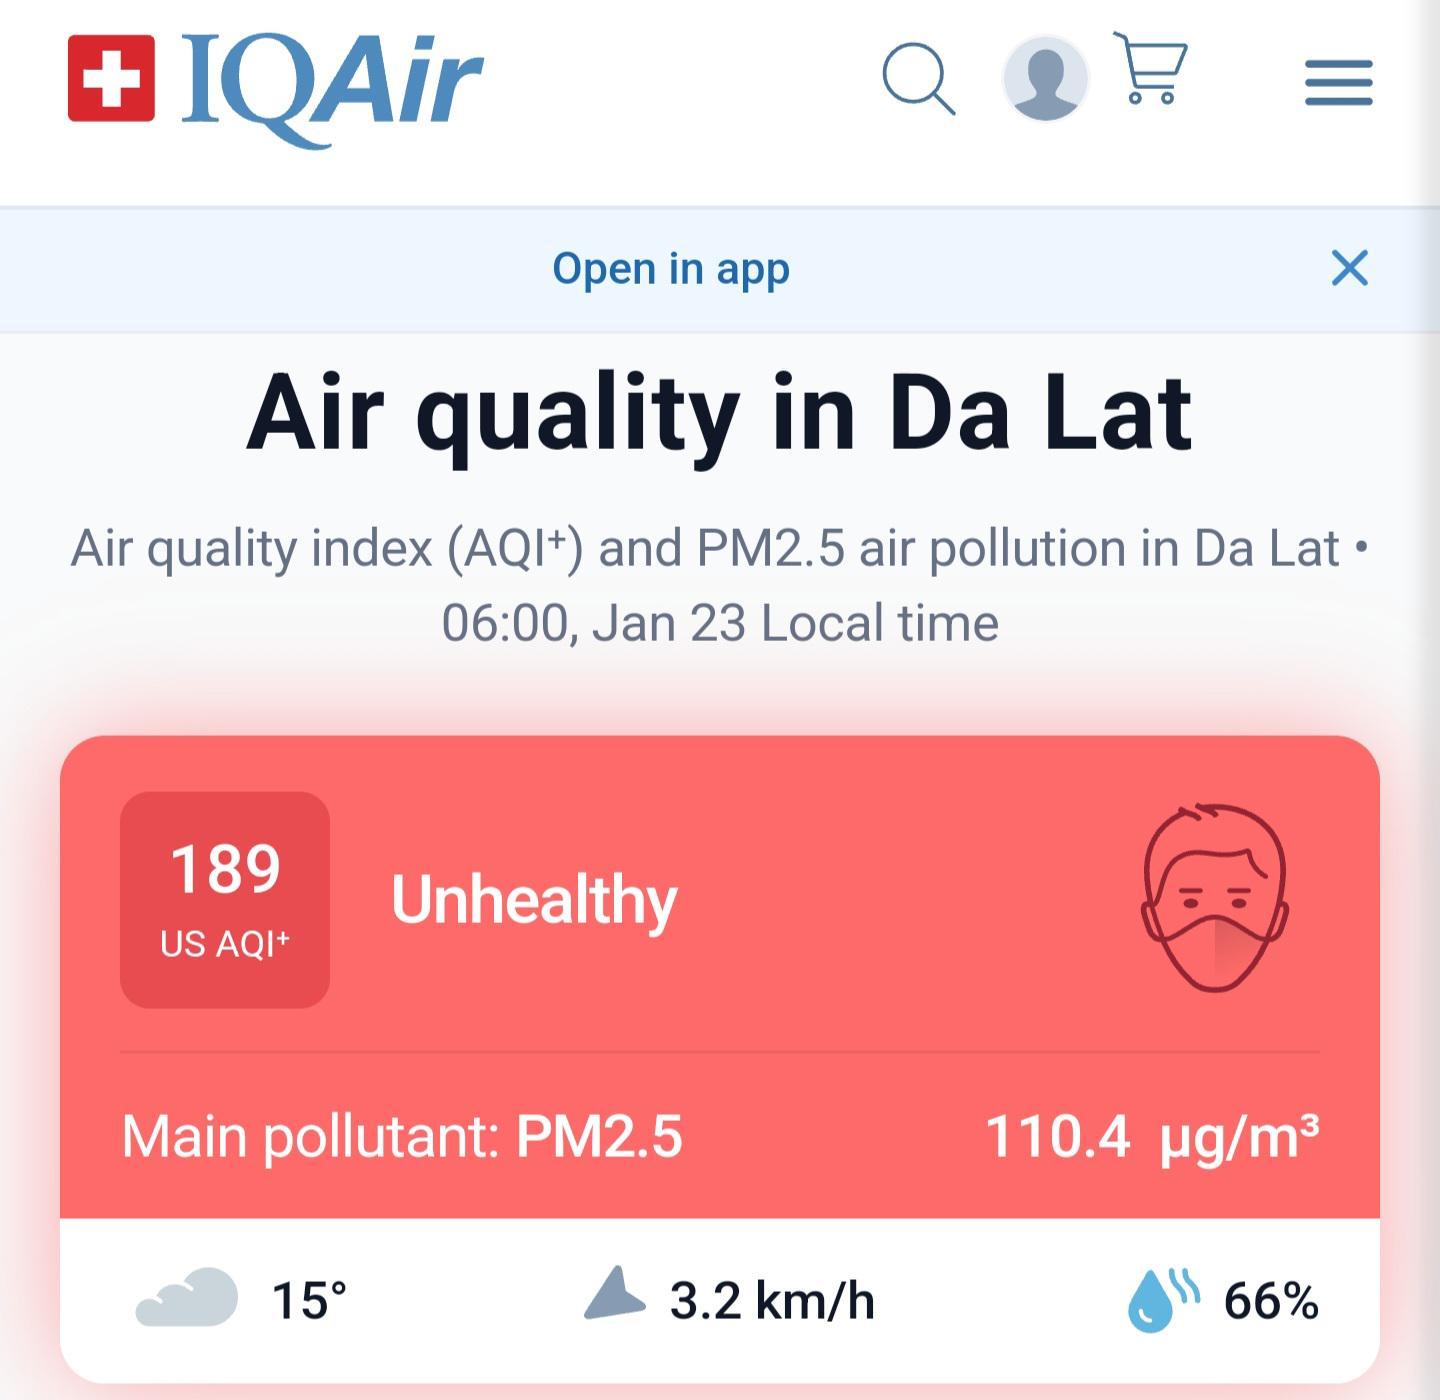 IQAir
Open in app
Air quality in Da Lat
Air quality index (AQI⁺) and PM2.5 air pollution in Da Lat •
06:00, Jan 23 Local time
189
US AQI⁺
Unhealthy
Main pollutant: PM2.5 110.4 µg/m³
15° 3.2 km/h 66%